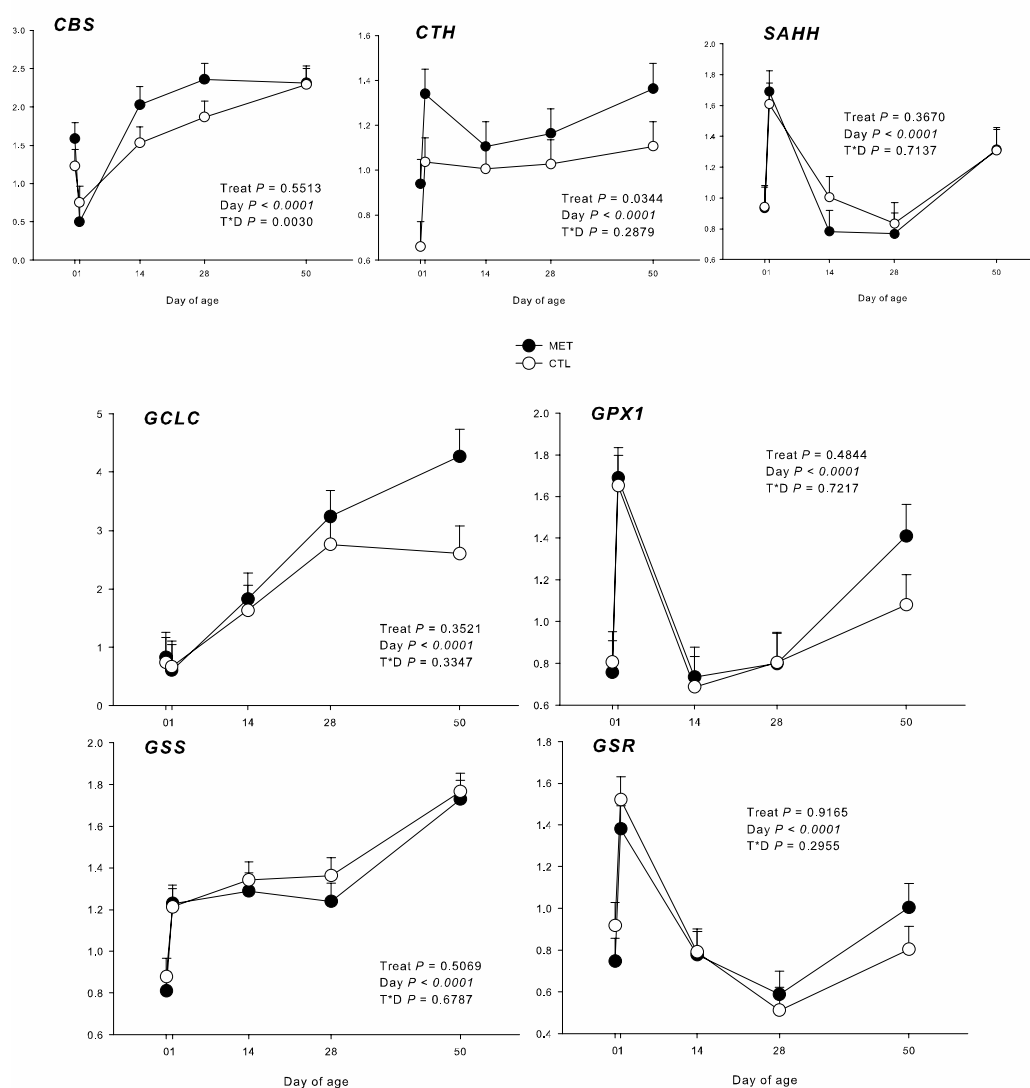 CBS
3.0
2.5
2.0
1.5
1.0
0.5
0.0
Treat P = 0.5513
Day P < 0.0001
T*D P = 0.0030
01 14 28 50
Day of age
CTH
1.6
1.4
1.2
1.0
0.8
0.6
Treat P = 0.0344
Day P < 0.0001
T*D P = 0.2879
01 14 28 50
Day of age
SAHH
2.0
1.8
1.6
1.4
1.2
1.0
0.8
0.6
Treat P = 0.3670
Day P < 0.0001
T*D P = 0.7137
01 14 28 50
Day of age
MET
CTL
GCLC
5
4
3
2
1
0
Treat P = 0.3521
Day P < 0.0001
T*D P = 0.3347
01 14 28 50
GPX1
2.0
1.8
1.6
1.4
1.2
1.0
0.8
0.6
Treat P = 0.4844
Day P < 0.0001
T*D P = 0.7217
01 14 28 50
GSS
2.0
1.8
1.6
1.4
1.2
1.0
0.8
0.6
Treat P = 0.5069
Day P < 0.0001
T*D P = 0.6787
01 14 28 50
Day of age
GSR
1.8
1.6
1.4
1.2
1.0
0.8
0.6
0.4
Treat P = 0.9165
Day P < 0.0001
T*D P = 0.2955
01 14 28 50
Day of age